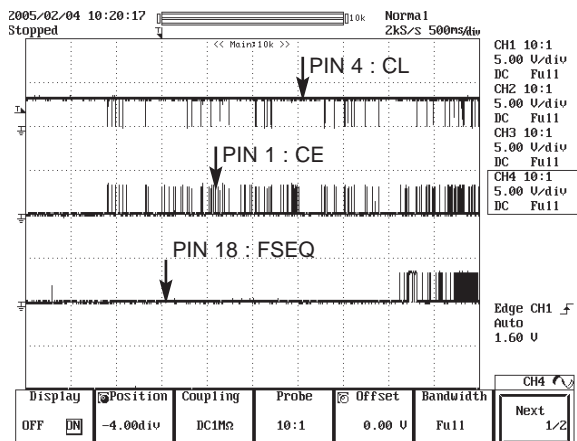 2005/02/04 10:20:17
Stopped
10k
Normal
2kS/s 500ms/div
<< Main:10k >>
CH1 10:1
5.00 V/div
DC Full
CH2 10:1
5.00 V/div
DC Full
CH3 10:1
5.00 V/div
DC Full
CH4 10:1
5.00 V/div
DC Full
PIN 4 : CL
PIN 1 : CE
PIN 18 : FSEQ
Edge CH1
Auto
1.60 V
CH4
Display
OFF ON
Position
-4.00div
Coupling
DC1MΩ
Probe
10:1
Offset
0.00 V
Bandwidth
Full
Next
1/2